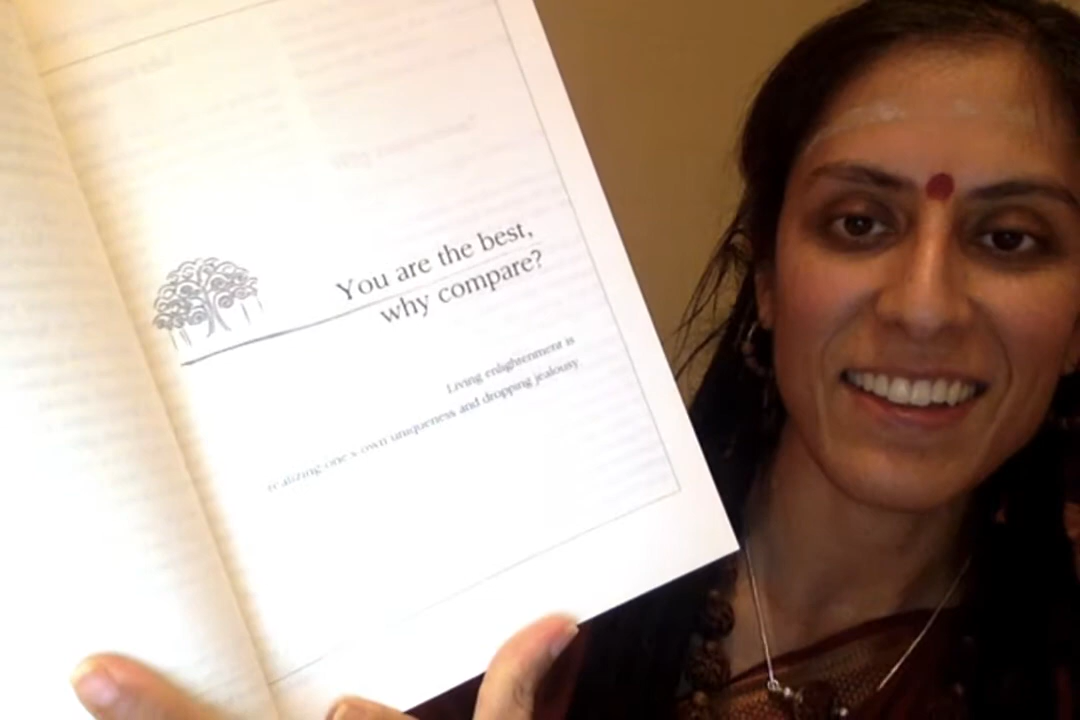 You are the best,
why compare?
Living enlightenment is
realizing one's own uniqueness and dropping jealousy